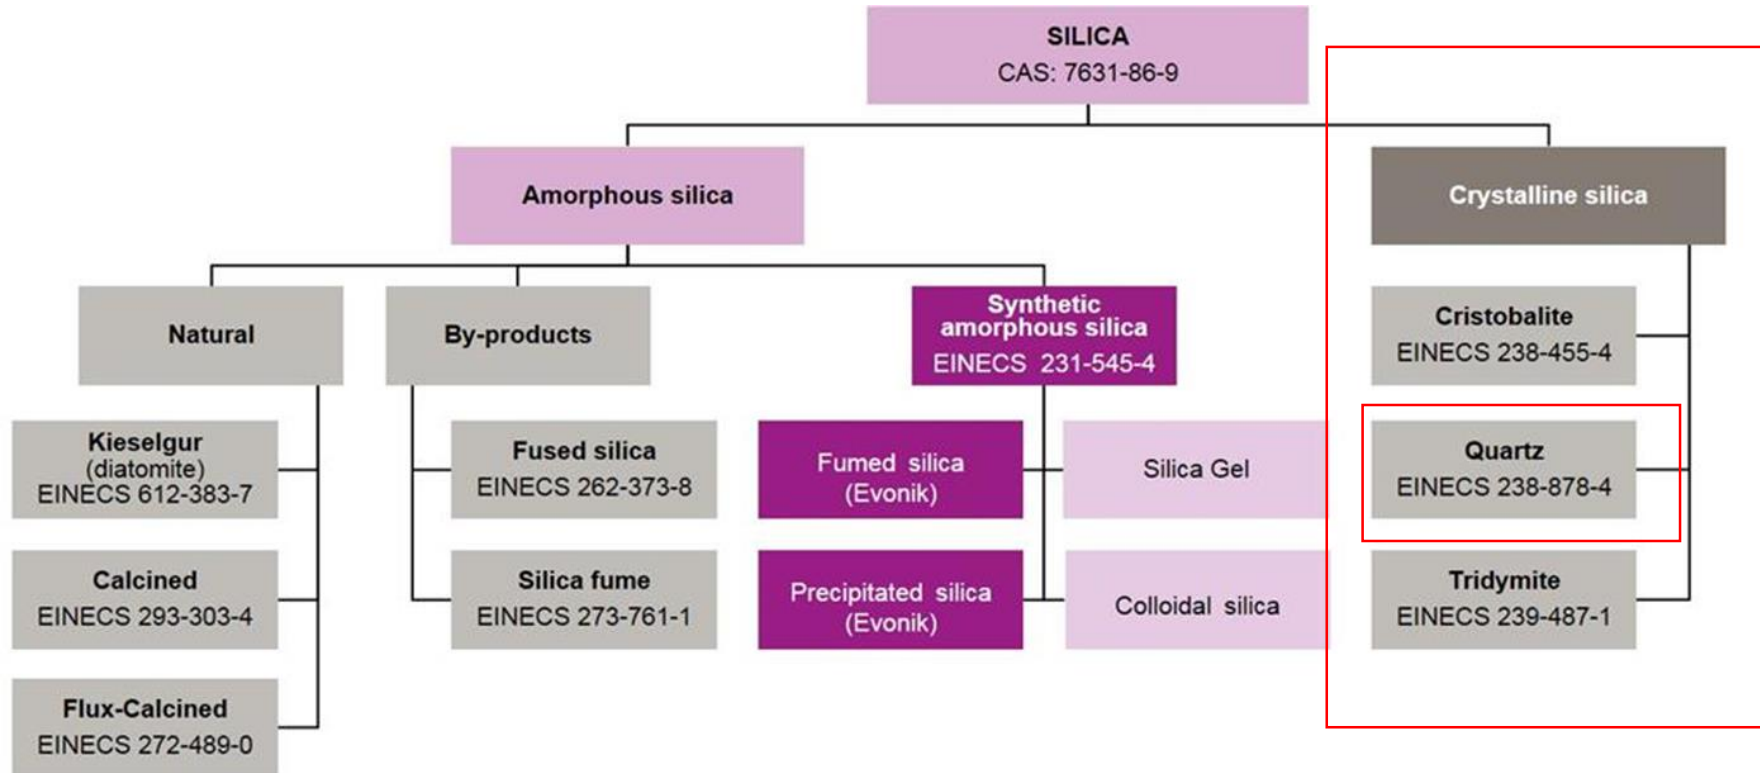 SILICA
CAS: 7631-86-9
Amorphous silica
Crystalline silica
Natural
By-products
Synthetic
amorphous silica
EINECS 231-545-4
Cristobalite
EINECS 238-455-4
Kieselgur
(diatomite)
EINECS 612-383-7
Fused silica
EINECS 262-373-8
Fumed silica
(Evonik)
Silica Gel
Quartz
EINECS 238-878-4
Calcined
EINECS 293-303-4
Silica fume
EINECS 273-761-1
Precipitated silica
(Evonik)
Colloidal silica
Tridymite
EINECS 239-487-1
Flux-Calcined
EINECS 272-489-0